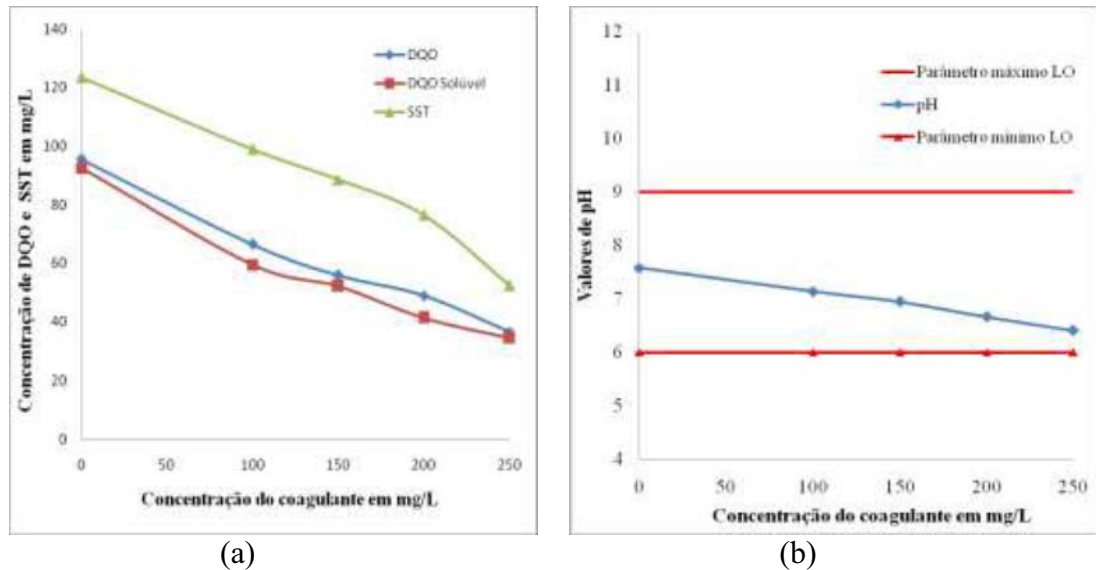 140
120
100
80
60
40
20
0
0 50 100 150 200 250
Concentração de DQO e SST em mg/L
Concentração do coagulante em mg/L
DQO
DQO Solúvel
SST
(a)
12
11
10
9
8
7
6
5
4
0 50 100 150 200 250
Valores de pH
Concentração do coagulante em mg/L
Parâmetro máximo LO
pH
Parâmetro mínimo LO
(b)